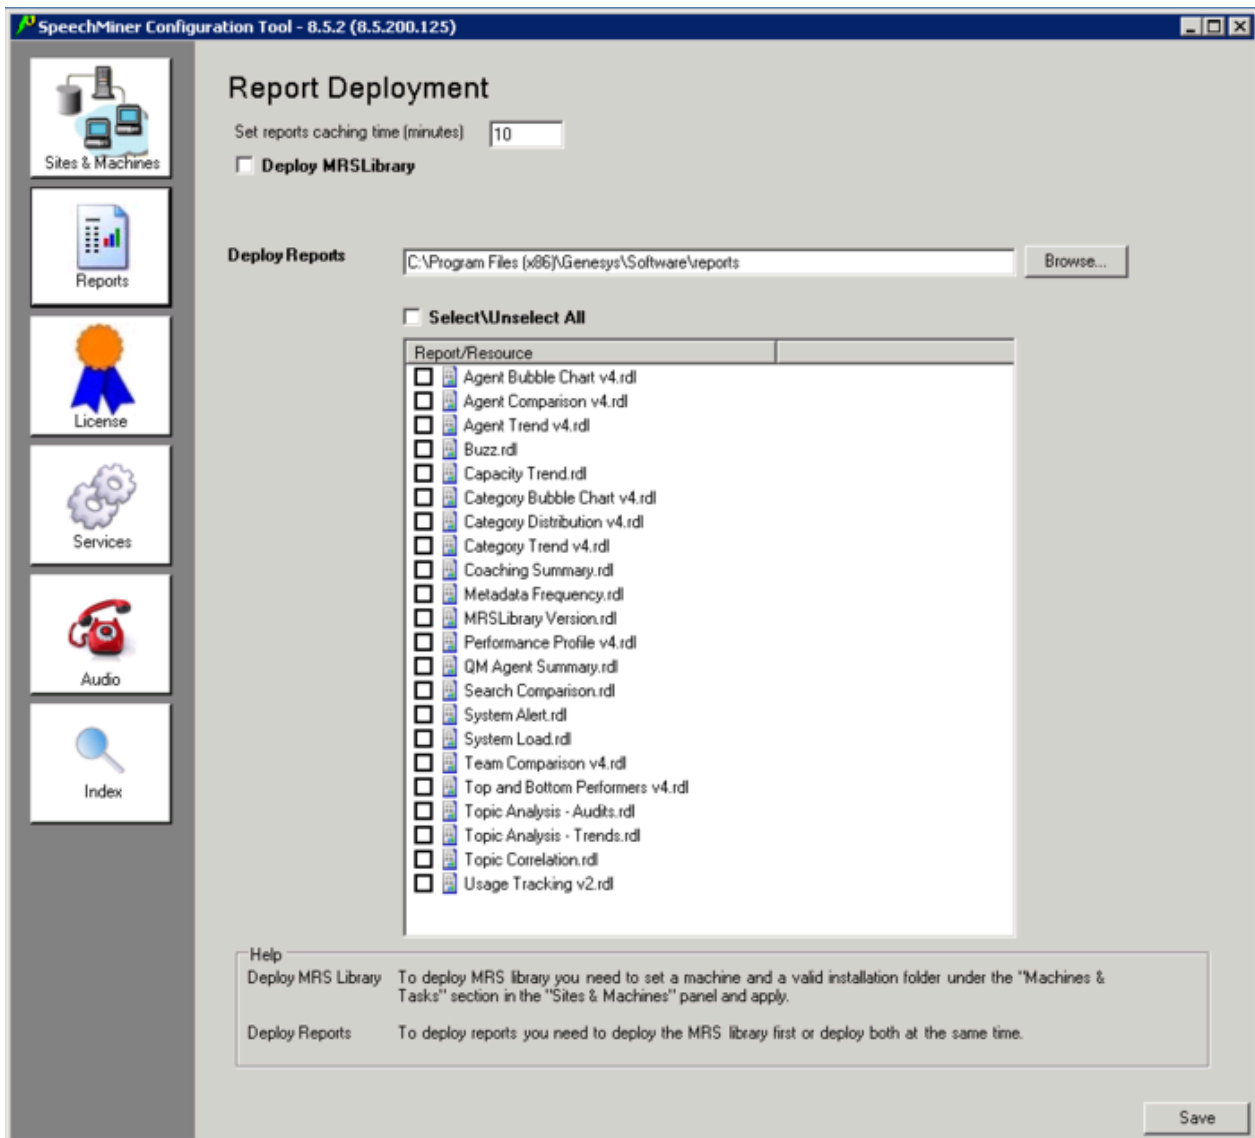 SpeechMiner Configuration Tool - 8.5.2 (8.5.200.125)
Sites & Machines
Reports
License
Services
Audio
Index
Report Deployment
Set reports caching time (minutes) 10
Deploy MRSLibrary
Deploy Reports C:\Program Files (x86)\Genesys\Software\reports Browse...
Select\Unselect All
Report/Resource
Agent Bubble Chart v4.rdl
Agent Comparison v4.rdl
Agent Trend v4.rdl
Buzz.rdl
Capacity Trend.rdl
Category Bubble Chart v4.rdl
Category Distribution v4.rdl
Category Trend v4.rdl
Coaching Summary.rdl
Metadata Frequency.rdl
MRSLibrary Version.rdl
Performance Profile v4.rdl
QM Agent Summary.rdl
Search Comparison.rdl
System Alert.rdl
System Load.rdl
Team Comparison v4.rdl
Top and Bottom Performers v4.rdl
Topic Analysis - Audits.rdl
Topic Analysis - Trends.rdl
Topic Correlation.rdl
Usage Tracking v2.rdl
Help
Deploy MRS Library To deploy MRS library you need to set a machine and a valid installation folder under the "Machines &
Tasks" section in the "Sites & Machines" panel and apply.
Deploy Reports To deploy reports you need to deploy the MRS library first or deploy both at the same time.
Save